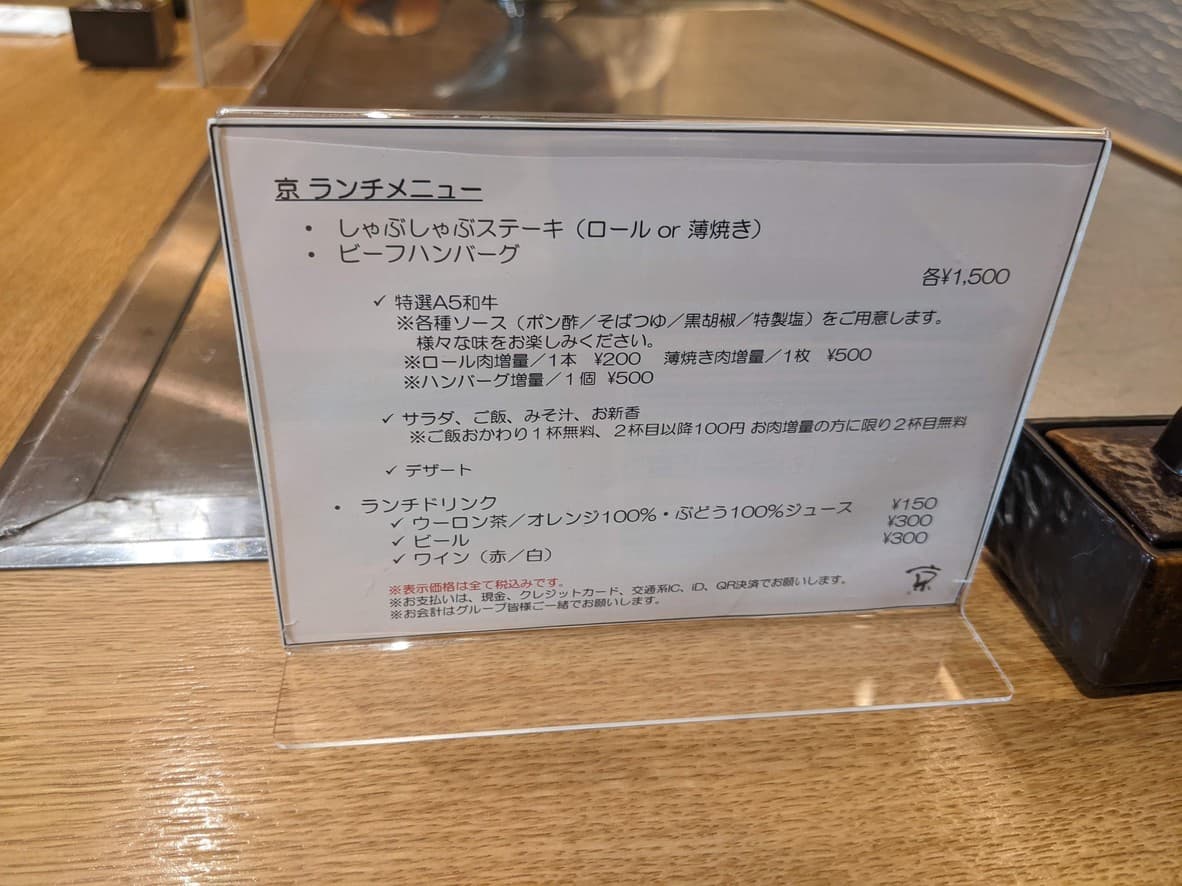 京 ランチメニュー
• しゃぶしゃぶステーキ（ロール or 薄焼き）
• ビーフハンバーグ
各¥1,500
✓ 特選A5和牛
※各種ソース（ポン酢／そばつゆ／黒胡椒／特製塩）をご用意します。
様々な味をお楽しみください。
※ロール肉増量／1本 ¥200 薄焼き肉増量／1枚 ¥500
※ハンバーグ増量／1個 ¥500
✓ サラダ、ご飯、みそ汁、お新香
※ご飯おかわり1杯無料、2杯目以降100円 お肉増量の方に限り2杯目無料
✓ デザート
• ランチドリンク
✓ ウーロン茶／オレンジ100%・ぶどう100%ジュース ¥150
✓ ビール ¥300
✓ ワイン（赤／白） ¥300
※表示価格は全て税込みです。
※お支払いは、現金、クレジットカード、交通系IC、iD、QR決済でお願いします。
※お会計はグループ皆様ご一緒でお願いします。
京